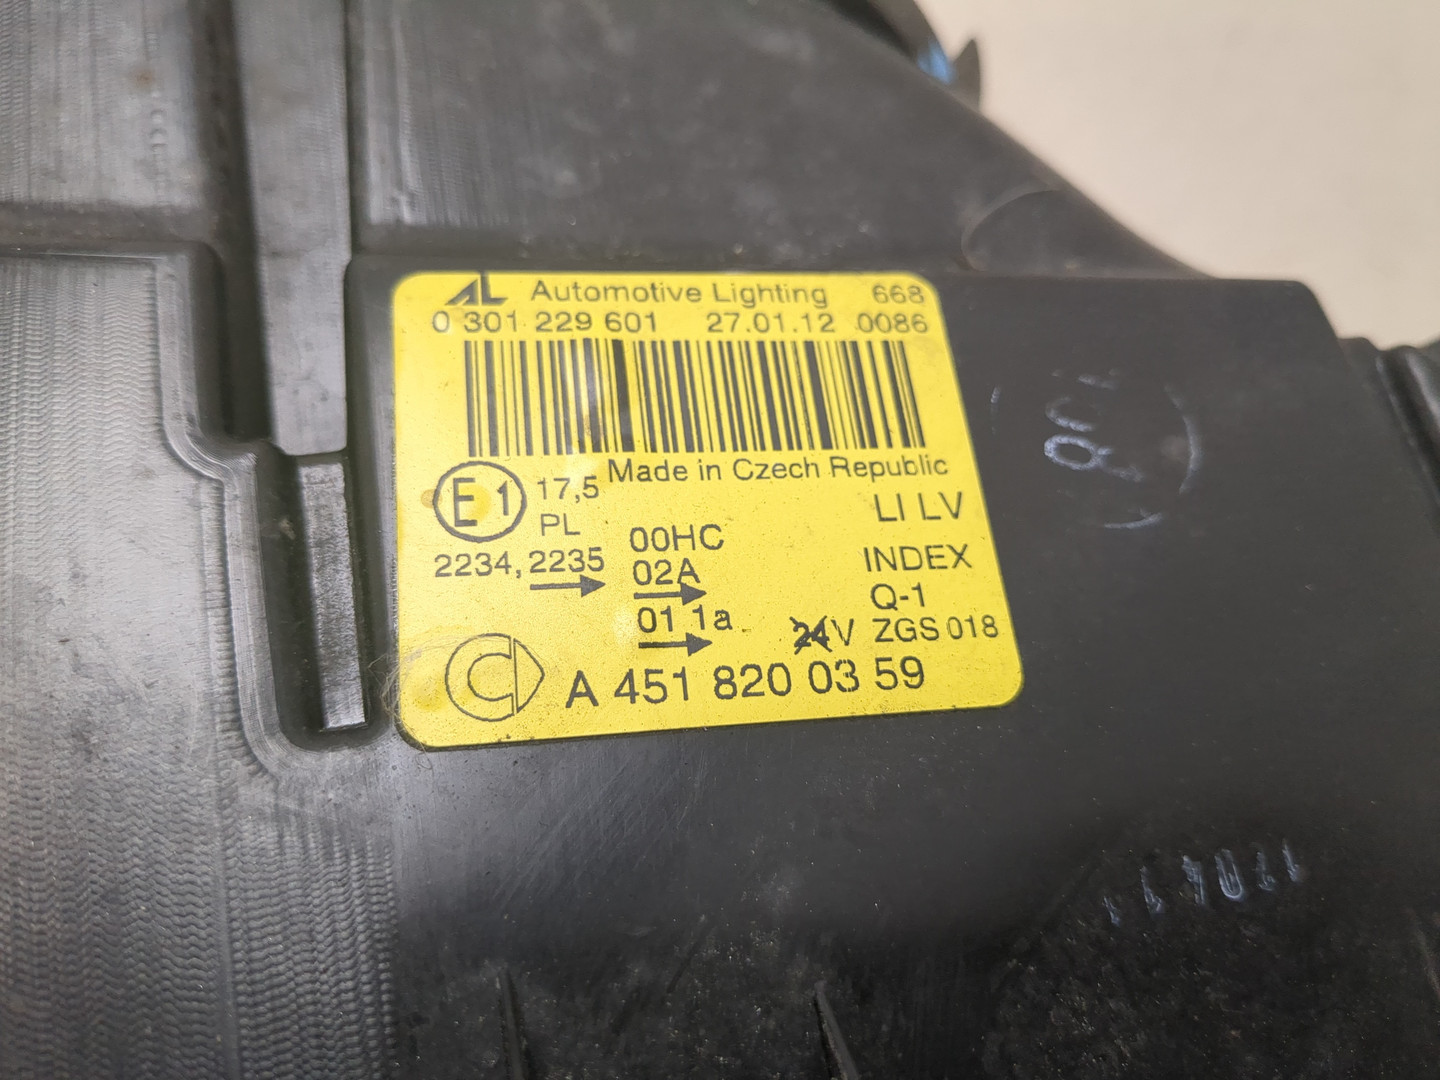 AL Automotive Lighting 668
0 301 229 601 27.01.12 0086
Made in Czech Republic
E1 17,5
PL
2234, 2235
00HC
02A
01 1a
LI LV
INDEX
Q-1
24V ZGS 018
A 451 820 03 59